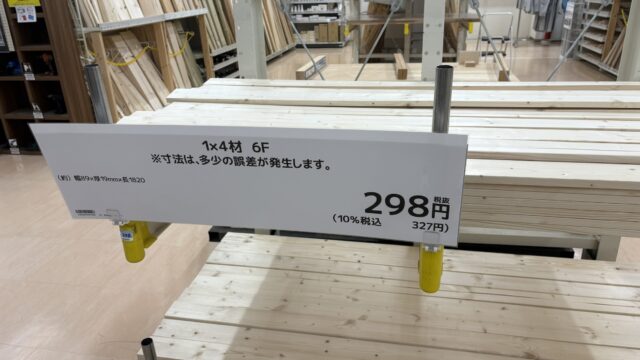 1×4材 6F
※寸法は、多少の誤差が発生します。
(約) 幅89×厚19mm×長1820
298円 税抜
(10%税込 327円)